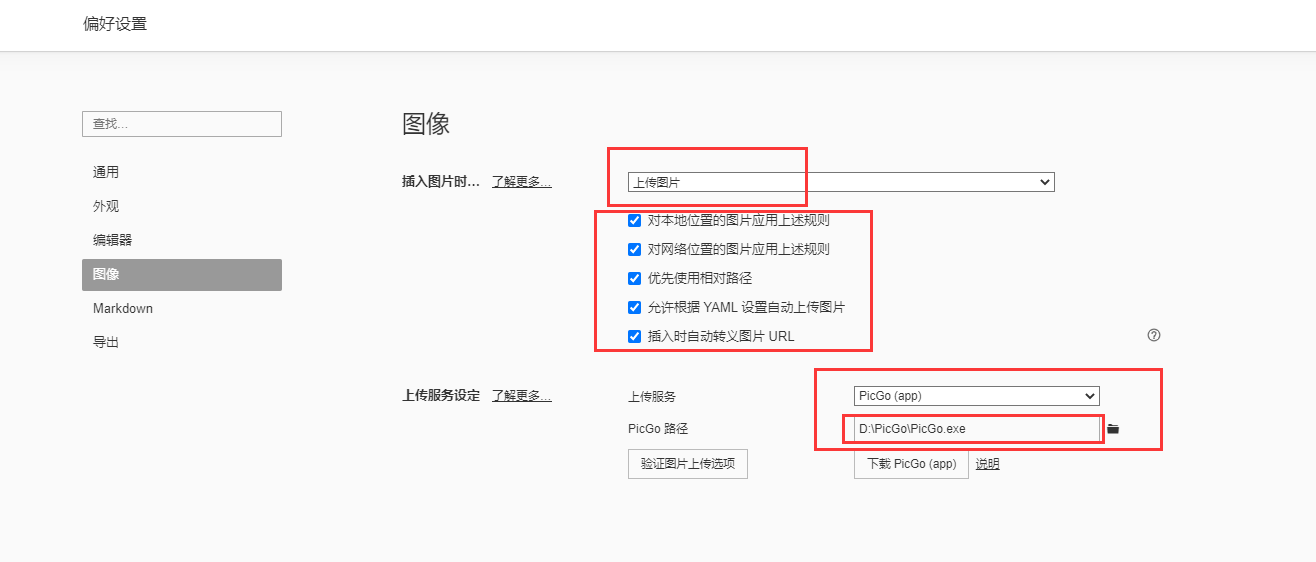 偏好设置
查找...
通用
外观
编辑器
图像
Markdown
导出
图像
插入图片时... 了解更多... 上传图片
对本地位置的图片应用上述规则
对网络位置的图片应用上述规则
优先使用相对路径
允许根据 YAML 设置自动上传图片
插入时自动转义图片 URL
上传服务设定 了解更多... 上传服务 PicGo (app)
PicGo 路径 D:\PicGo\PicGo.exe
验证图片上传选项 下载 PicGo (app) 说明